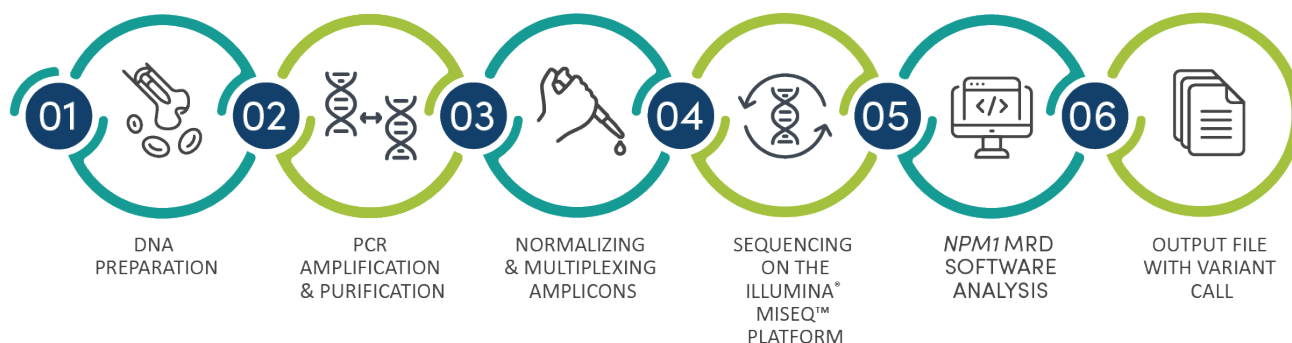 01
02
03
04
05
06
</>
DNA
PREPARATION
PCR
AMPLIFICATION
& PURIFICATION
NORMALIZING
& MULTIPLEXING
AMPLICONS
SEQUENCING
ON THE
ILLUMINA®
MISEQ™
PLATFORM
NPM1 MRD
SOFTWARE
ANALYSIS
OUTPUT FILE
WITH VARIANT
CALL